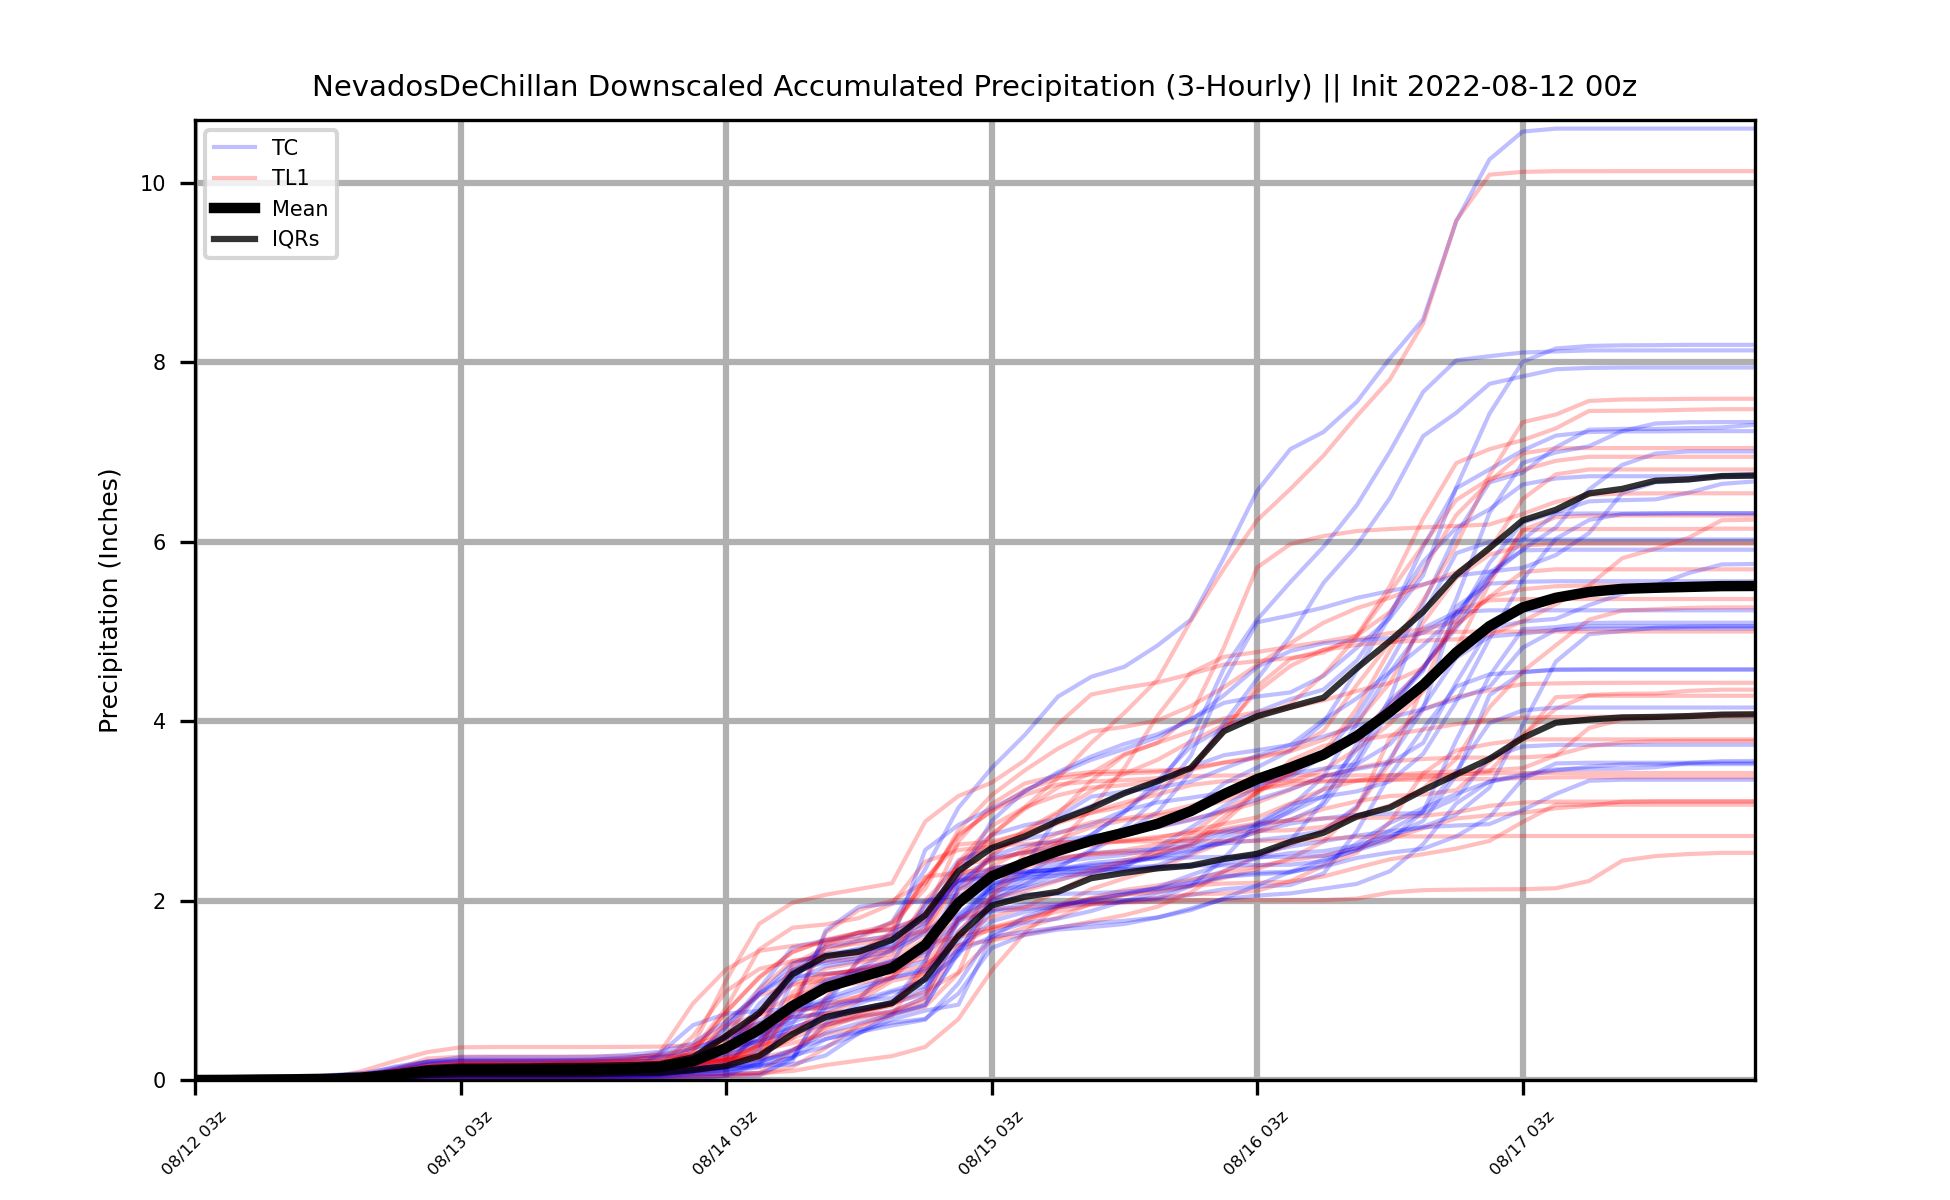 NevadosDeChillan Downscaled Accumulated Precipitation (3-Hourly) || Init 2022-08-12 00z
TC
TL1
Mean
IQRs
Precipitation (Inches)
10
8
6
4
2
0
08/12 03z
08/13 03z
08/14 03z
08/15 03z
08/16 03z
08/17 03z